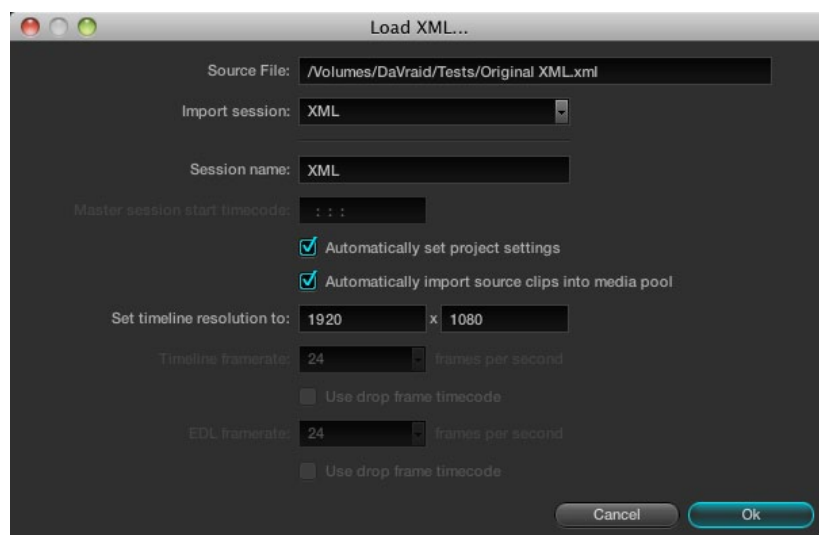 Load XML...
Source File: /Volumes/DaVraid/Tests/Original XML.xml
Import session: XML
Session name: XML
Master session start timecode: : : :
Automatically set project settings
Automatically import source clips into media pool
Set timeline resolution to: 1920 x 1080
Timeline framerate: 24 frames per second
Use drop frame timecode
EDL framerate: 24 frames per second
Use drop frame timecode
Cancel Ok